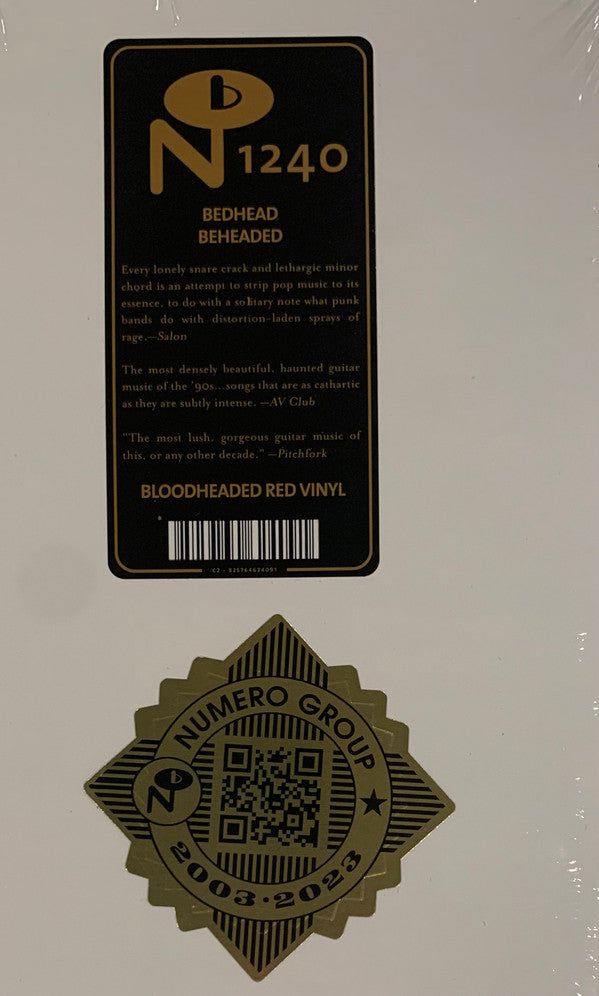 N 1240
BEDHEAD
BEHEADED
Every lonely snare crack and lethargic minor
chord is an attempt to strip pop music to its
essence, to do with a solitary note what punk
bands do with distortion-laden sprays of
rage.—Salon
The most densely beautiful, haunted guitar
music of the '90s...songs that are as cathartic
as they are subtly intense. —AV Club
"The most lush, gorgeous guitar music of
this, or any other decade." —Pitchfork
BLOODHEADED RED VINYL
C2 - 825764624091
NUMERO GROUP
N
2003·2023